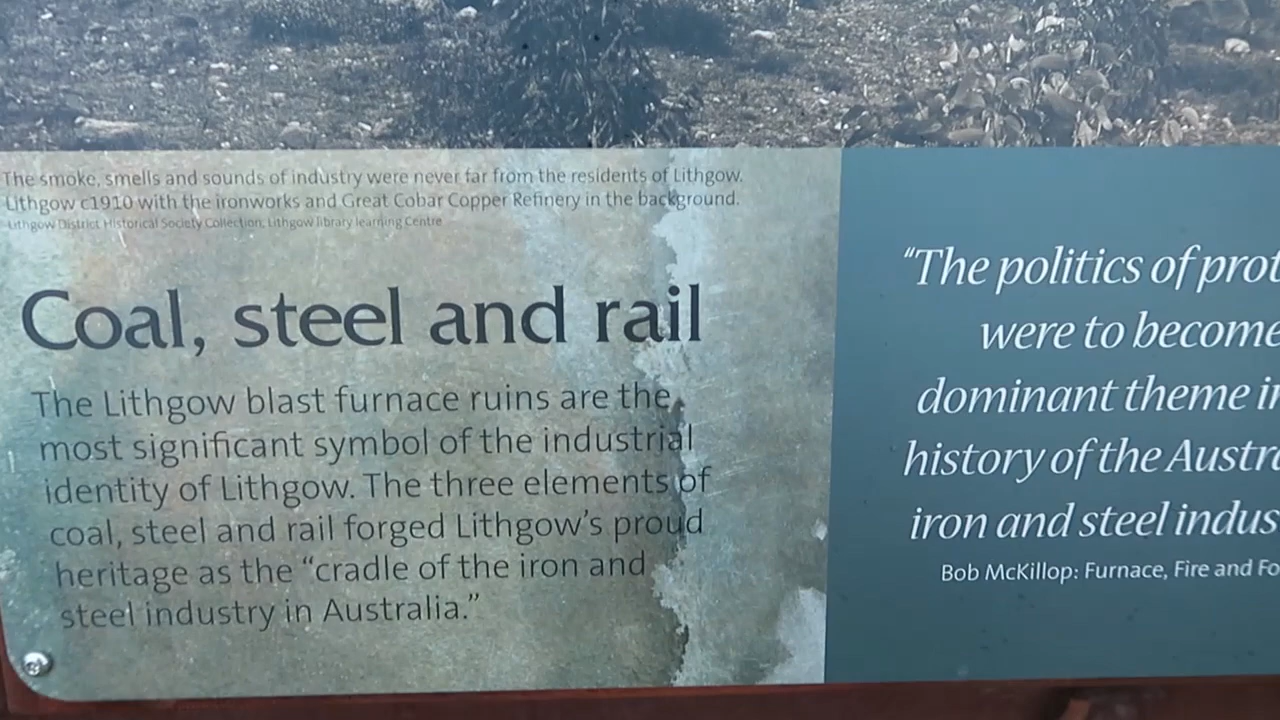 The smoke, smells and sounds of industry were never far from the residents of Lithgow.
Lithgow c1910 with the ironworks and Great Cobar Copper Refinery in the background.
Lithgow District Historical Society Collection, Lithgow library learning Centre
Coal, steel and rail
The Lithgow blast furnace ruins are the
most significant symbol of the industrial
identity of Lithgow. The three elements of
coal, steel and rail forged Lithgow's proud
heritage as the "cradle of the iron and
steel industry in Australia."
"The politics of prot
were to become
dominant theme in
history of the Austra
iron and steel indus
Bob McKillop: Furnace, Fire and Fo